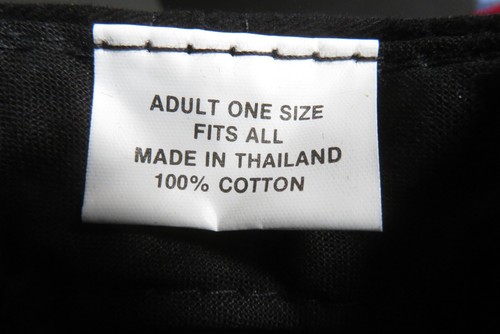 ADULT ONE SIZE
FITS ALL
MADE IN THAILAND
100% COTTON